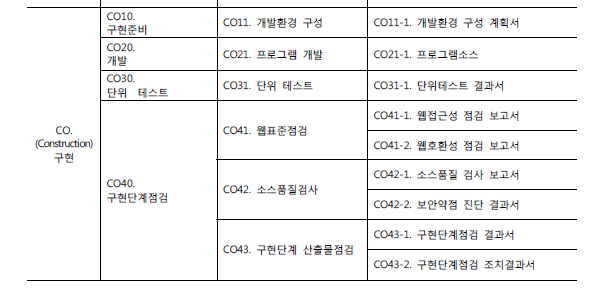 CO10.
구현준비
CO11. 개발환경 구성
CO11-1. 개발환경 구성 계획서
CO20.
개발
CO21. 프로그램 개발
CO21-1. 프로그램소스
CO30.
단위 테스트
CO31. 단위 테스트
CO31-1. 단위테스트 결과서
CO.
(Construction)
구현
CO40.
구현단계점검
CO41. 웹표준점검
CO41-1. 웹접근성 점검 보고서
CO41-2. 웹호환성 점검 보고서
CO42. 소스품질검사
CO42-1. 소스품질 검사 보고서
CO42-2. 보안약점 진단 결과서
CO43. 구현단계 산출물점검
CO43-1. 구현단계점검 결과서
CO43-2. 구현단계점검 조치결과서